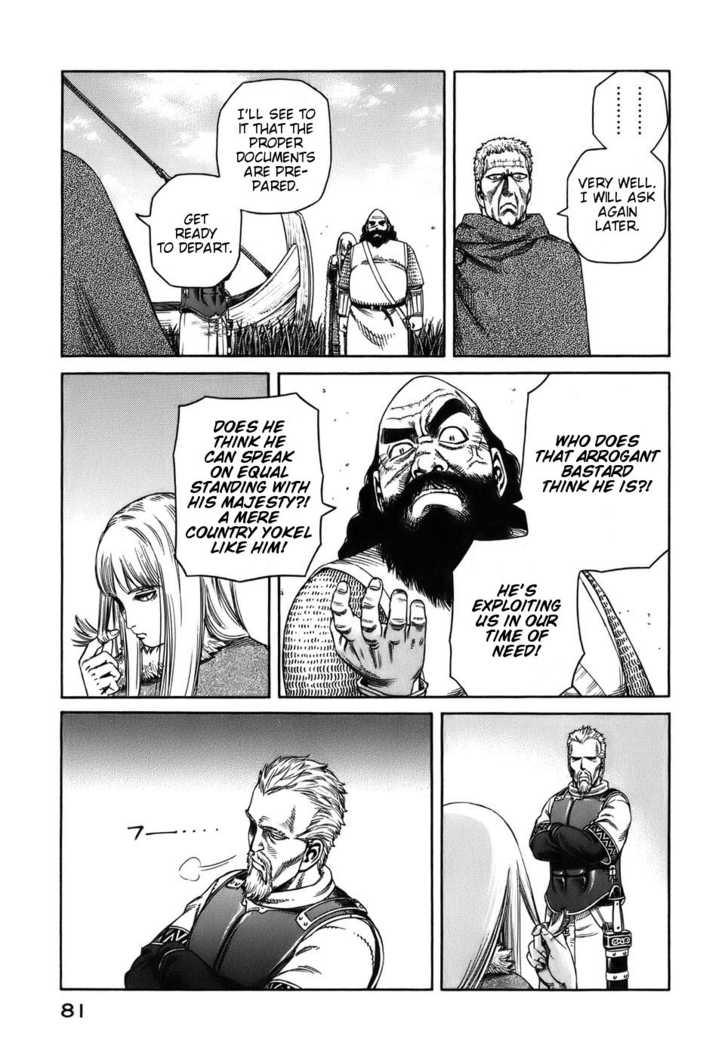 …… ……
VERY WELL.
I WILL ASK
AGAIN
LATER.
I'LL SEE TO
IT THAT THE
PROPER
DOCUMENTS
ARE PRE-
PARED.
GET
READY
TO DEPART.
WHO DOES
THAT ARROGANT
BASTARD
THINK HE IS?!
HE'S
EXPLOITING
US IN OUR
TIME OF
NEED!
DOES HE
THINK HE
CAN SPEAK
ON EQUAL
STANDING WITH
HIS MAJESTY?!
A MERE
COUNTRY YOKEL
LIKE HIM!
フー‥‥
81